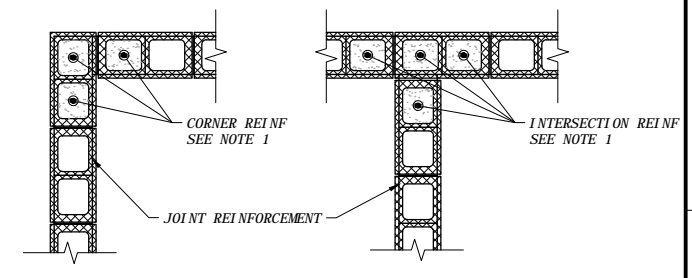 CORNER REINF
SEE NOTE 1
INTERSECTION REINF
SEE NOTE 1
JOINT REINFORCEMENT